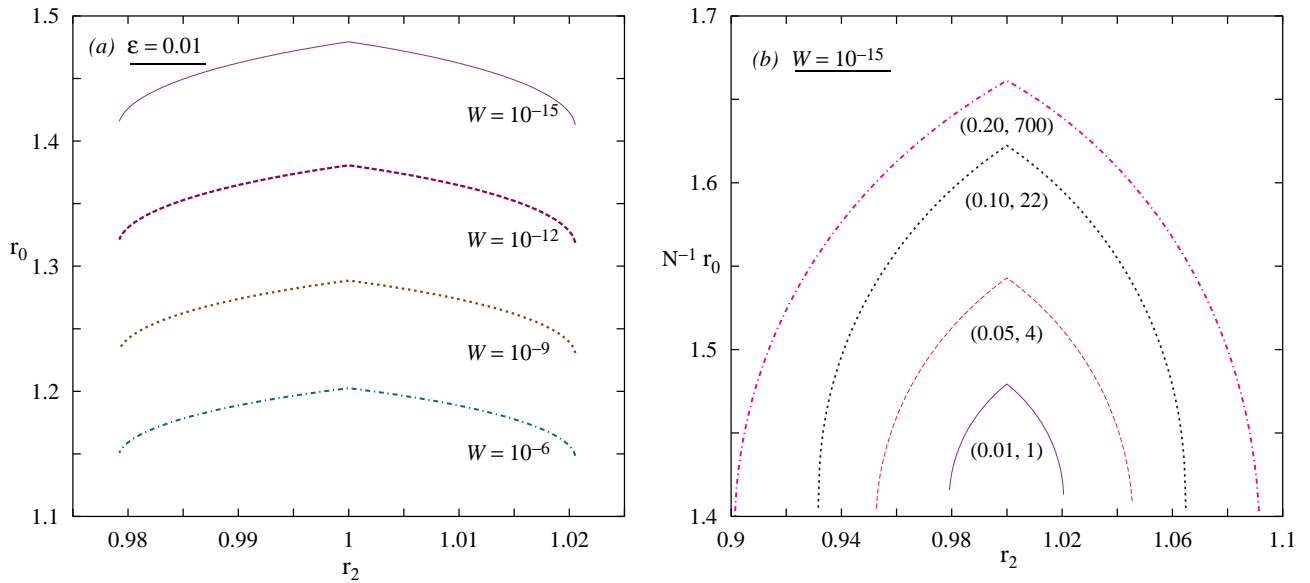 (a) ε = 0.01
1.5
1.4
1.3
1.2
1.1
r₀
W = 10⁻¹⁵
W = 10⁻¹²
W = 10⁻⁹
W = 10⁻⁶
0.98 0.99 1 1.01 1.02
r₂
(b) W = 10⁻¹⁵
1.7
1.6
1.5
1.4
N⁻¹ r₀
(0.20, 700)
(0.10, 22)
(0.05, 4)
(0.01, 1)
0.9 0.94 0.98 1.02 1.06 1.1
r₂